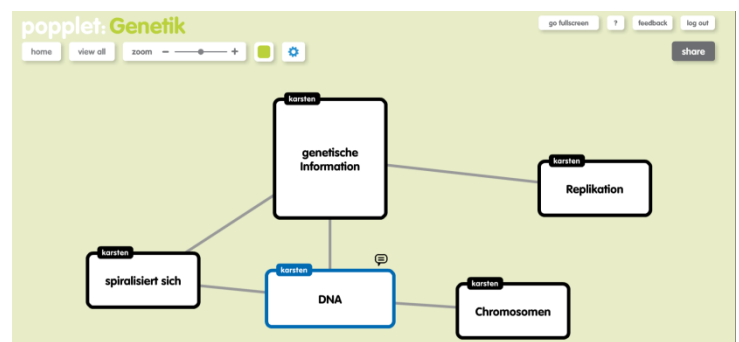 popplet: Genetik
go fullscreen
?
feedback
log out
home
view all
zoom − +
share
karsten
genetische
Information
karsten
Replikation
karsten
spiralisiert sich
karsten
DNA
karsten
Chromosomen